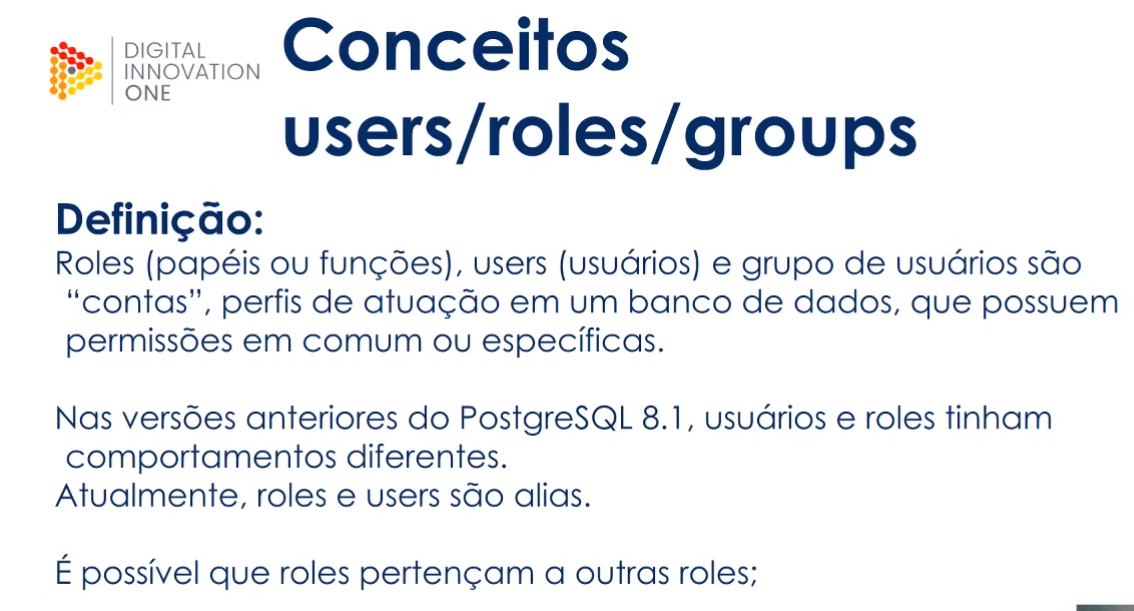 DIGITAL
INNOVATION
ONE
Conceitos
users/roles/groups
Definição:
Roles (papéis ou funções), users (usuários) e grupo de usuários são
“contas”, perfis de atuação em um banco de dados, que possuem
permissões em comum ou específicas.
Nas versões anteriores do PostgreSQL 8.1, usuários e roles tinham
comportamentos diferentes.
Atualmente, roles e users são alias.
É possível que roles pertençam a outras roles;